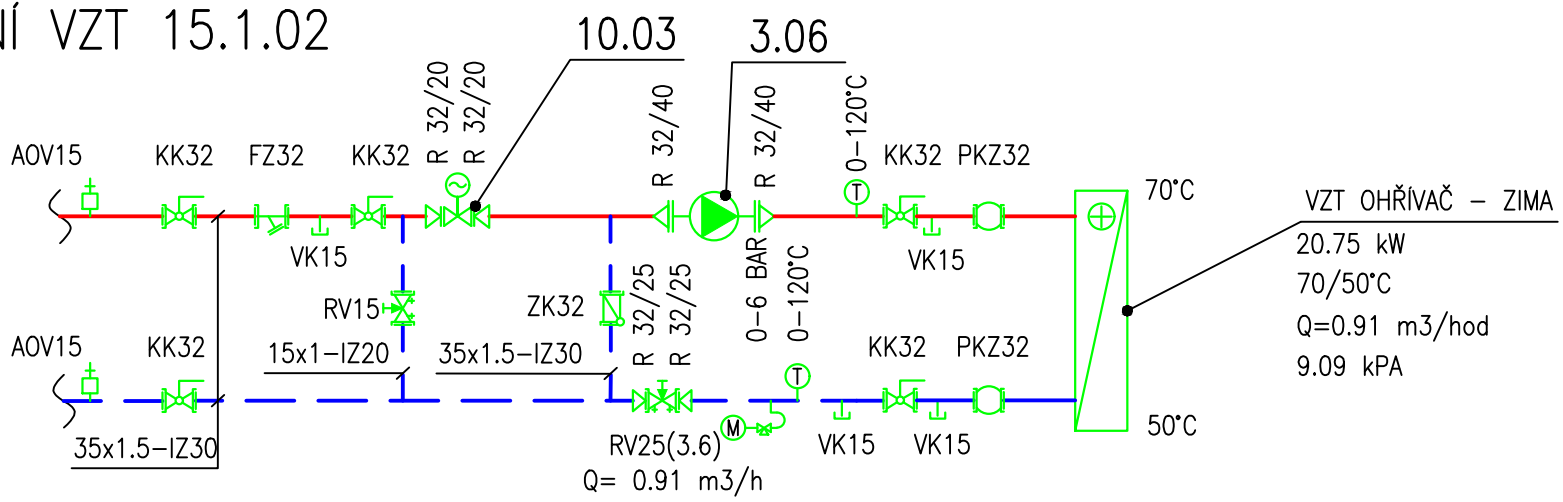 NÍ VZT 15.1.02
10.03
3.06
R 32/20
R 32/20
R 32/40
R 32/40
0-120°C
AOV15
KK32
FZ32
KK32
KK32
PKZ32
T
70°C
VZT OHŘÍVAČ - ZIMA
VK15
VK15
20.75 kW
70/50°C
Q=0.91 m3/hod
9.09 kPA
RV15
ZK32
R 32/25
R 32/25
0-6 BAR
0-120°C
AOV15
KK32
15x1-IZ20
35x1.5-IZ30
KK32
PKZ32
T
M
50°C
35x1.5-IZ30
RV25(3.6)
VK15
VK15
Q= 0.91 m3/h